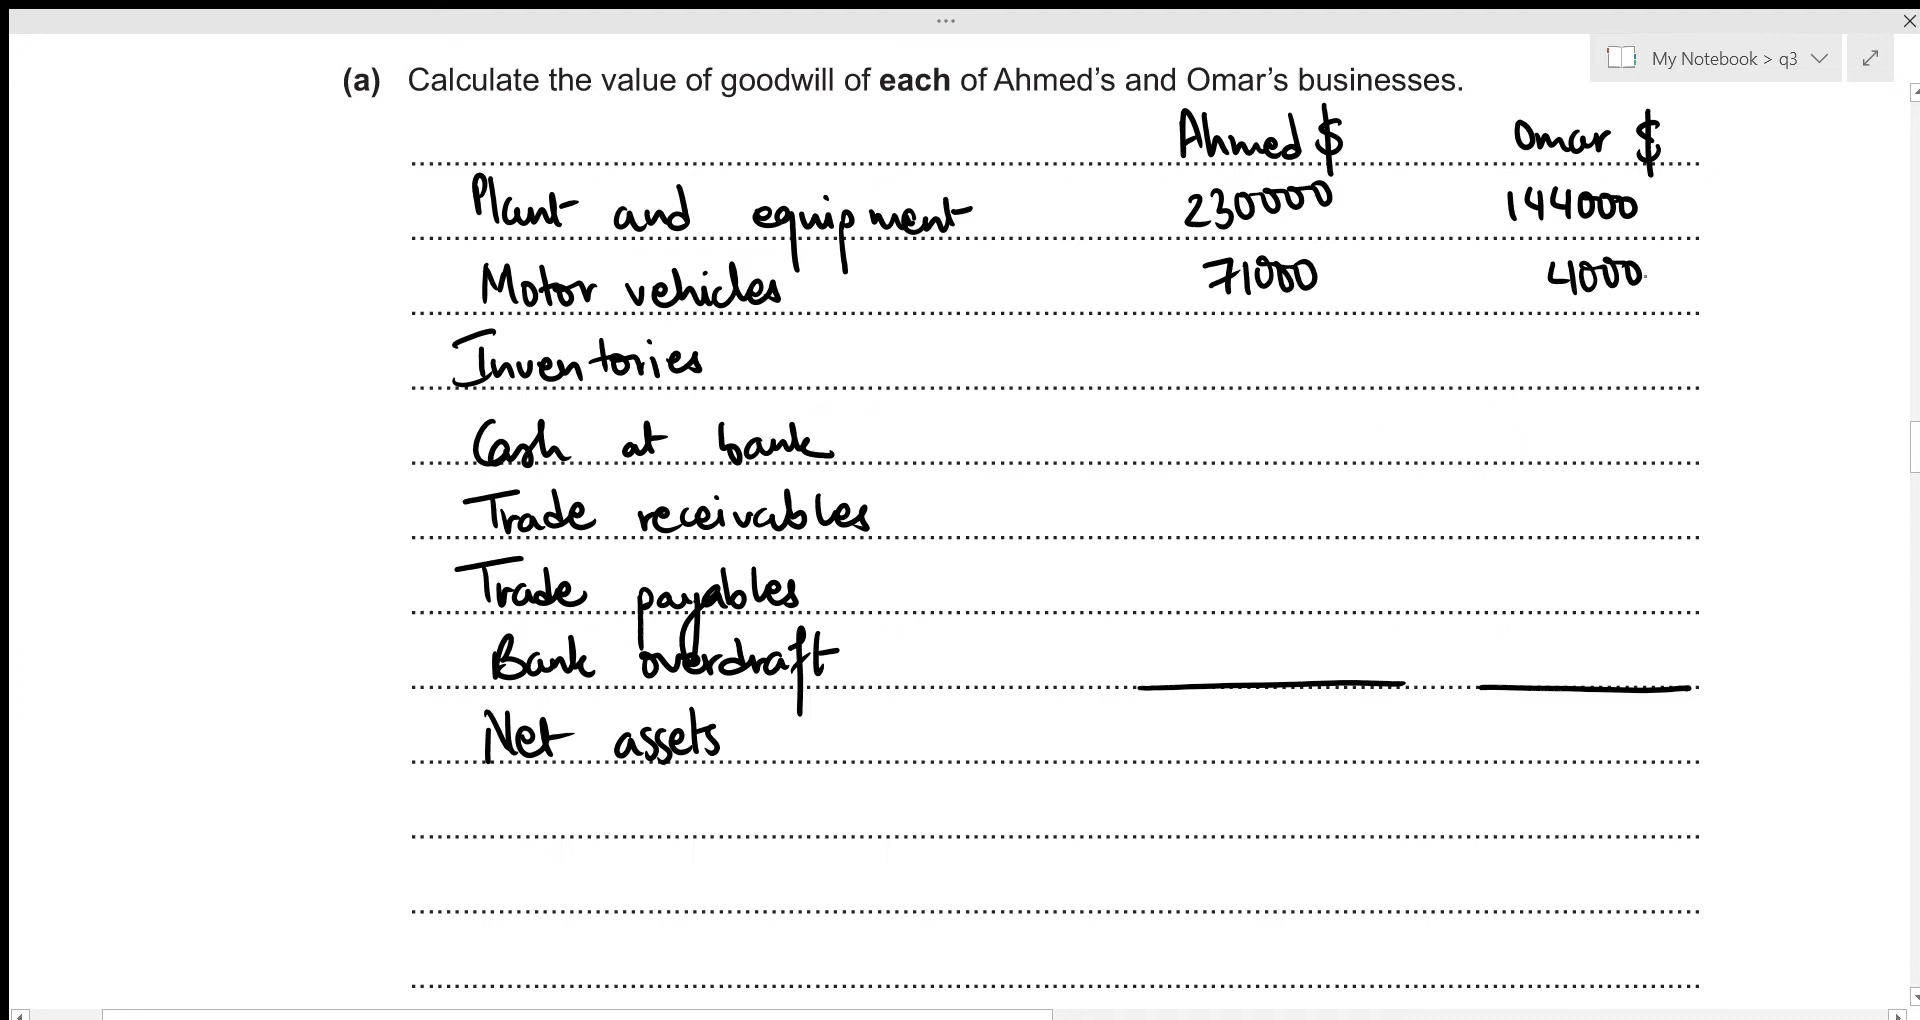 My Notebook > q3
(a) Calculate the value of goodwill of each of Ahmed's and Omar's businesses.
Ahmed $ Omar $
Plant and equipment 230000 144000
Motor vehicles 71000 4000
Inventories
Cash at bank
Trade receivables
Trade payables
Bank overdraft
Net assets